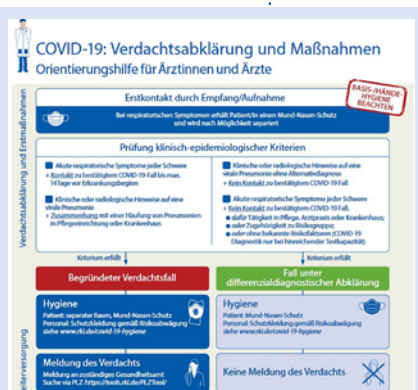 COVID-19: Verdachtsabklärung und Maßnahmen
Orientierungshilfe für Ärztinnen und Ärzte
BASIS-/HÄNDE-
HYGIENE
BEACHTEN
Verdachtsabklärung und Erstmaßnahmen
Erstkontakt durch Empfang/Aufnahme
Bei respiratorischen Symptomen erhält Patient/in einen Mund-Nasen-Schutz
und wird nach Möglichkeit separiert
Prüfung klinisch-epidemiologischer Kriterien
Akute respiratorische Symptome jeder Schwere
+ Kontakt zu bestätigtem COVID-19-Fall bis max.
14 Tage vor Erkrankungsbeginn
Klinische oder radiologische Hinweise auf eine
virale Pneumonie
+ Zusammenhang mit einer Häufung von Pneumonien
in Pflegeeinrichtung oder Krankenhaus
Klinische oder radiologische Hinweise auf eine
virale Pneumonie ohne Alternativdiagnose
+ Kein Kontakt zu bestätigtem COVID-19 Fall
Akute respiratorische Symptome jeder Schwere
+ Kein Kontakt zu bestätigtem COVID-19 Fall,
• dafür Tätigkeit in Pflege, Arztpraxis oder Krankenhaus;
• oder Zugehörigkeit zu Risikogruppe;
• oder ohne bekannte Risikofaktoren (COVID-19
Diagnostik nur bei hinreichender Testkapazität)
Kriterium erfüllt
Kriterium erfüllt
Begründeter Verdachtsfall
Fall unter
differenzialdiagnostischer Abklärung
Hygiene
Patient: separater Raum, Mund-Nasen-Schutz
Personal: Schutzkleidung gemäß Risikoabwägung
siehe www.rki.de/covid-19-hygiene
Hygiene
Patient: Mund-Nasen-Schutz
Personal: Schutzkleidung gemäß Risikoabwägung
siehe www.rki.de/covid-19-hygiene
Meldung des Verdachts
Meldung an zuständiges Gesundheitsamt
Suche via PLZ https://tools.rki.de/PLZTool/
Keine Meldung des Verdachts